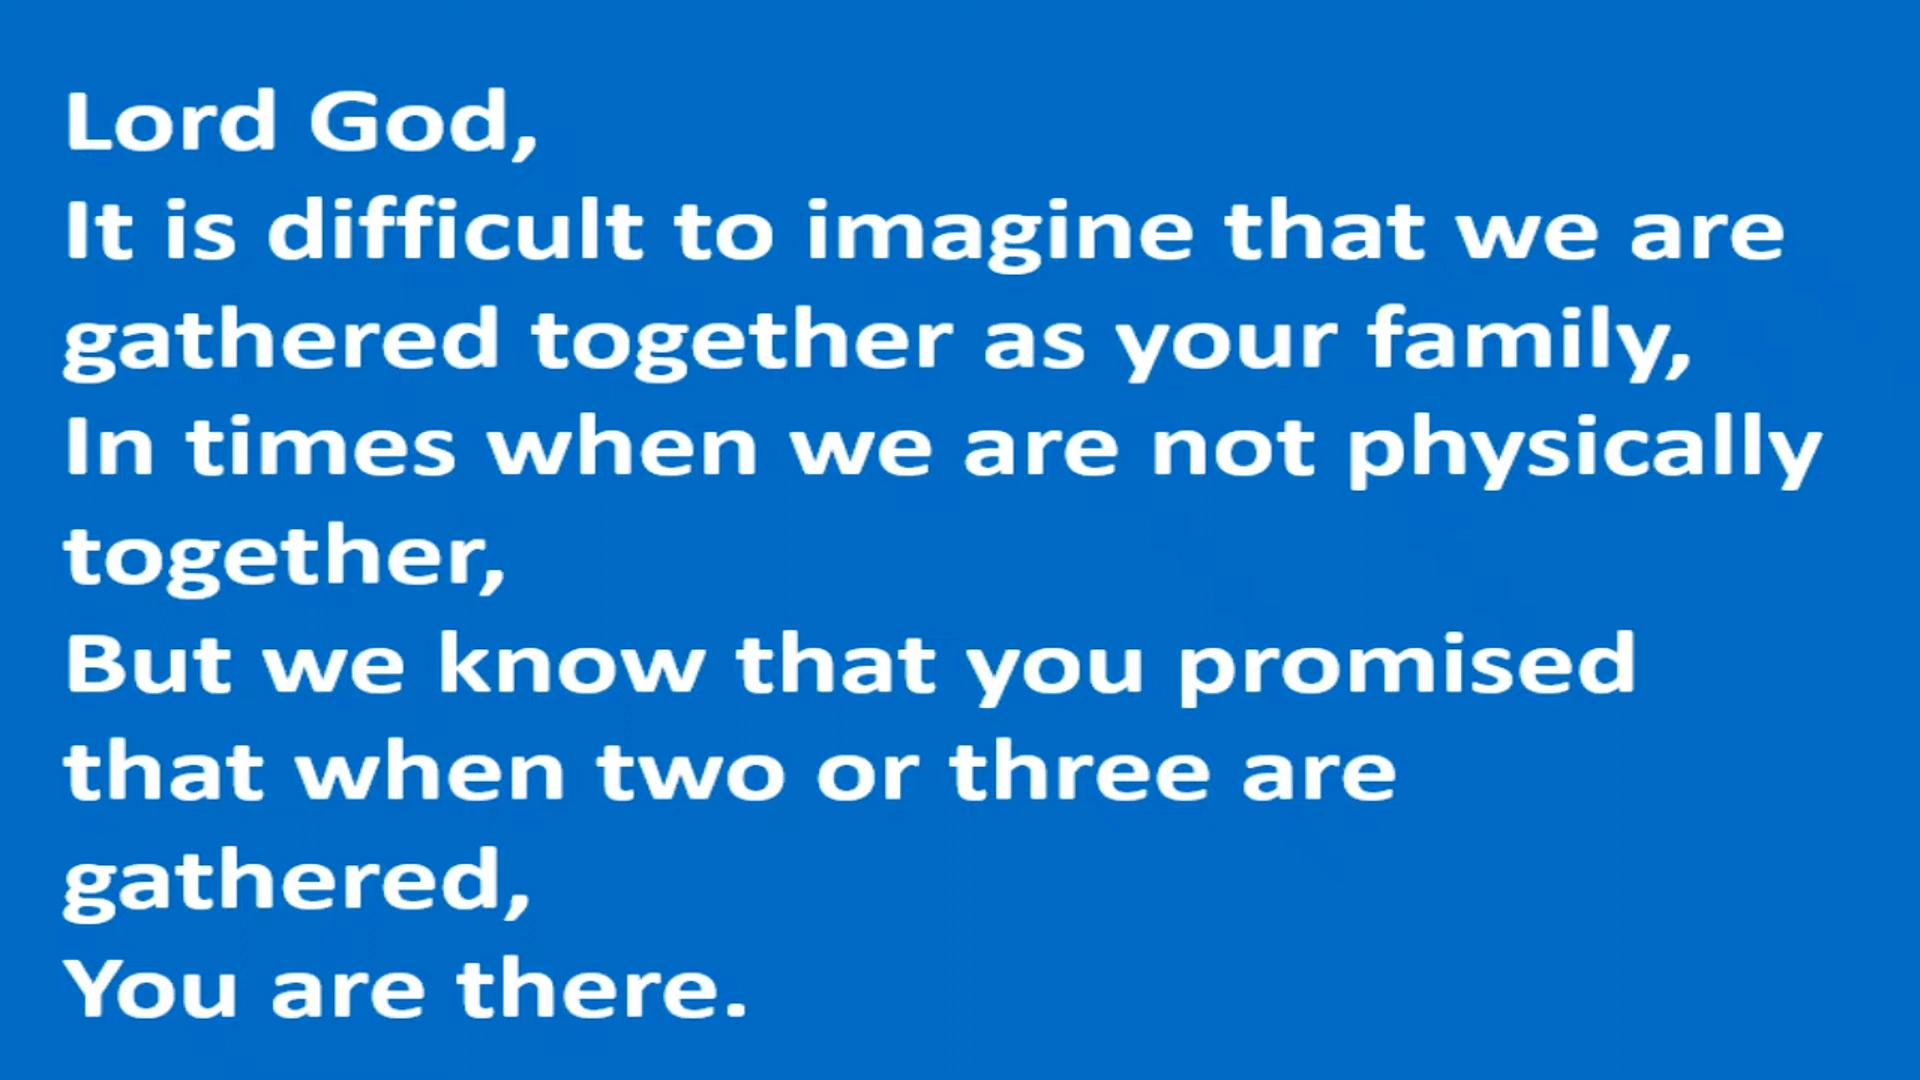 Lord God,
It is difficult to imagine that we are
gathered together as your family,
In times when we are not physically
together,
But we know that you promised
that when two or three are
gathered,
You are there.